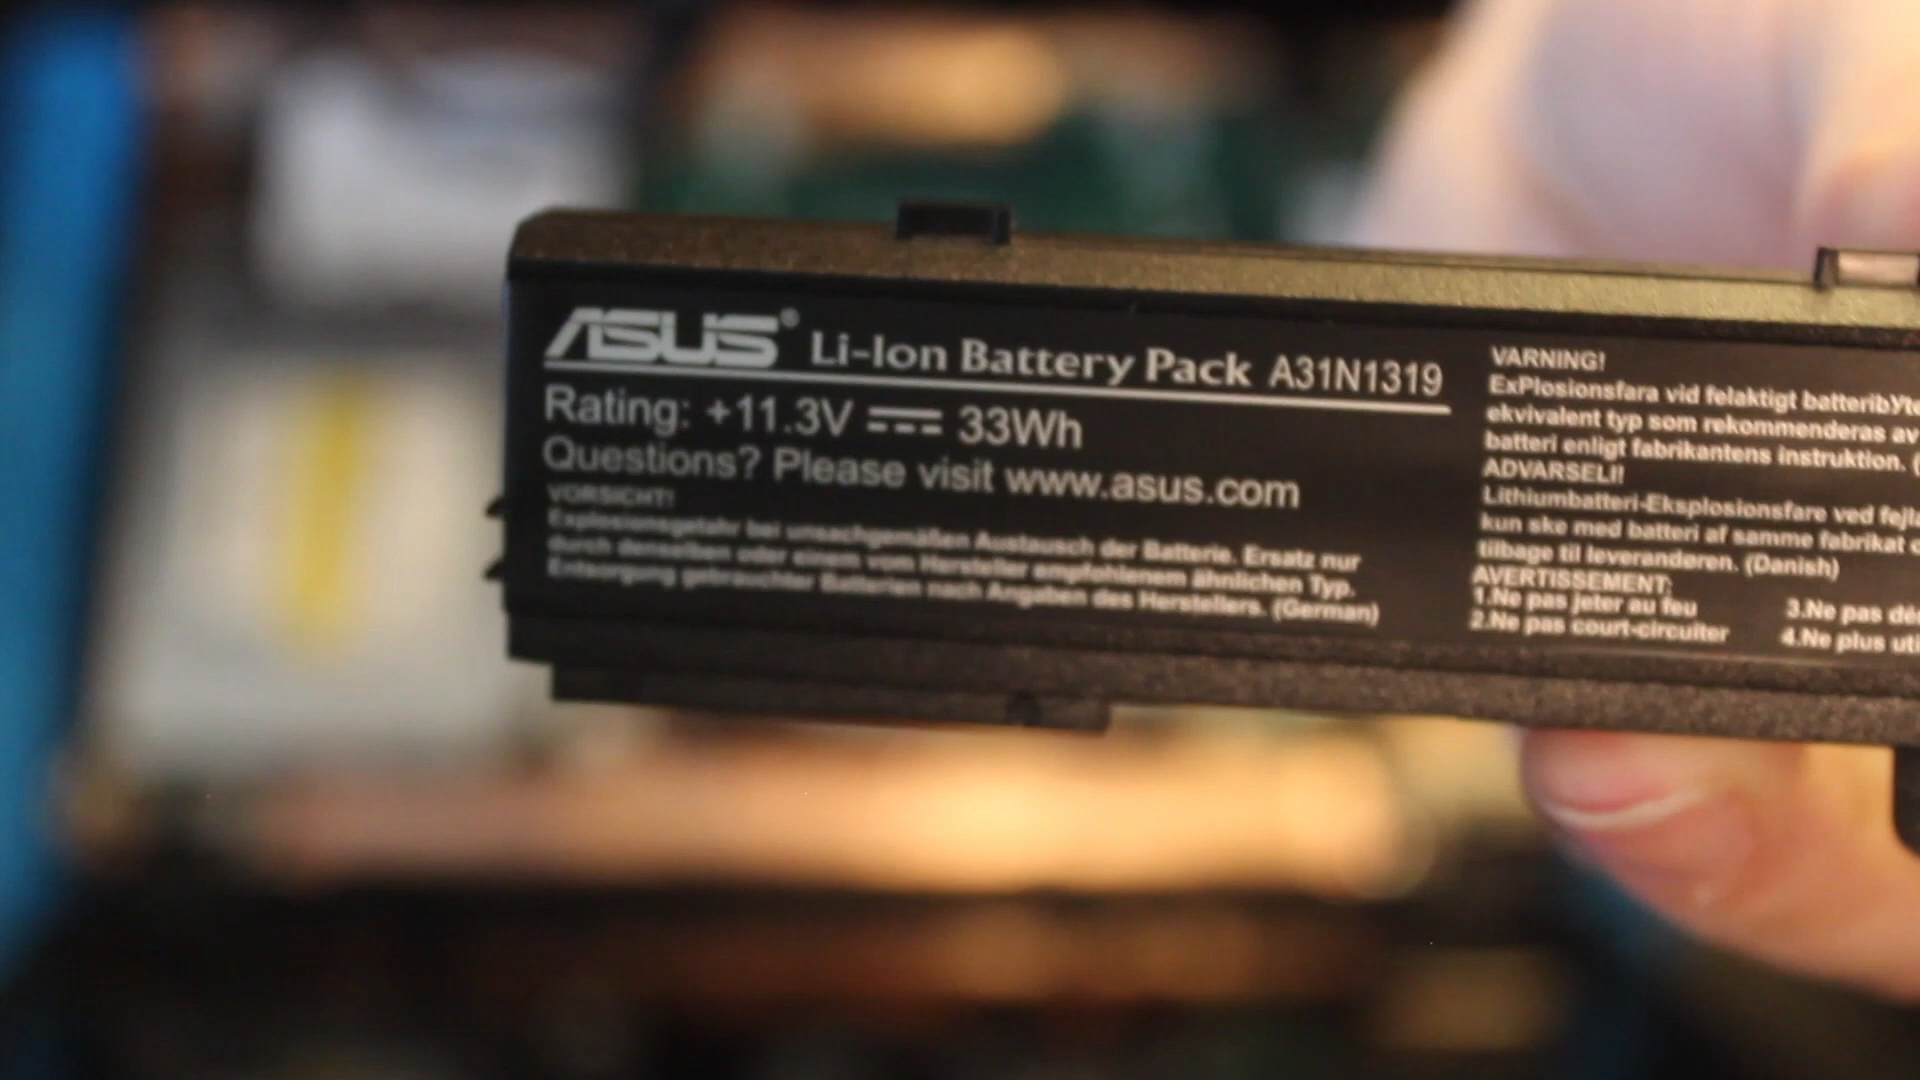 ASUS® Li-Ion Battery Pack A31N1319
Rating: +11.3V 33Wh
Questions? Please visit www.asus.com
VORSICHT!
Explosionsgefahr bei unsachgemäßen Austausch der Batterie. Ersatz nur
durch denselben oder einem vom Hersteller empfohlenem ähnlichen Typ.
Entsorgung gebrauchter Batterien nach Angaben des Herstellers. (German)
VARNING!
ExPlosionsfara vid felaktigt batteribYte
ekvivalent typ som rekommenderas av
batteri enligt fabrikantens instruktion. (
ADVARSELI!
Lithiumbatteri-Eksplosionsfare ved fejla
kun ske med batteri af samme fabrikat o
tilbage til leverandøren. (Danish)
AVERTISSEMENT:
1.Ne pas jeter au feu
2.Ne pas court-circuiter
3.Ne pas dé
4.Ne plus uti